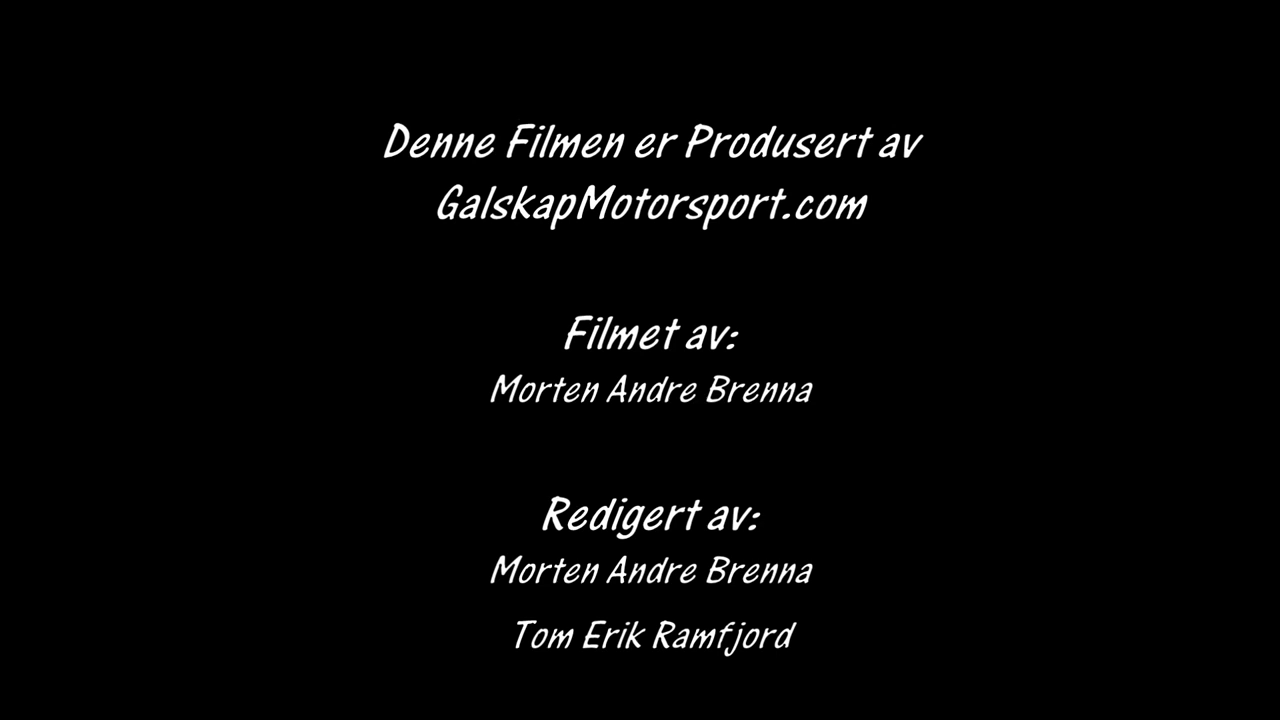 Denne Filmen er Produsert av
GalskapMotorsport.com
Filmet av:
Morten Andre Brenna
Redigert av:
Morten Andre Brenna
Tom Erik Ramfjord